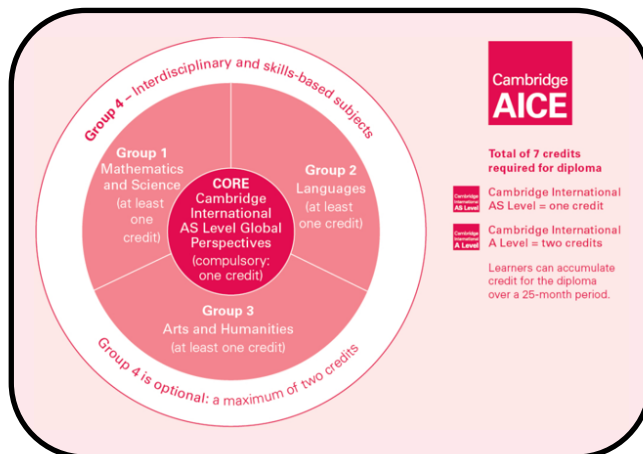 Group 4 – Interdisciplinary and skills-based subjects
Group 1
Mathematics
and Science
(at least
one
credit)
Group 2
Languages
(at least
one
credit)
CORE
Cambridge
International
AS Level Global
Perspectives
(compulsory:
one credit)
Group 3
Arts and Humanities
(at least one credit)
Group 4 is optional: a maximum of two credits
Cambridge
AICE
Total of 7 credits
required for diploma
Cambridge
International
AS Level
Cambridge International
AS Level = one credit
Cambridge
International
A Level
Cambridge International
A Level = two credits
Learners can accumulate
credit for the diploma
over a 25-month period.